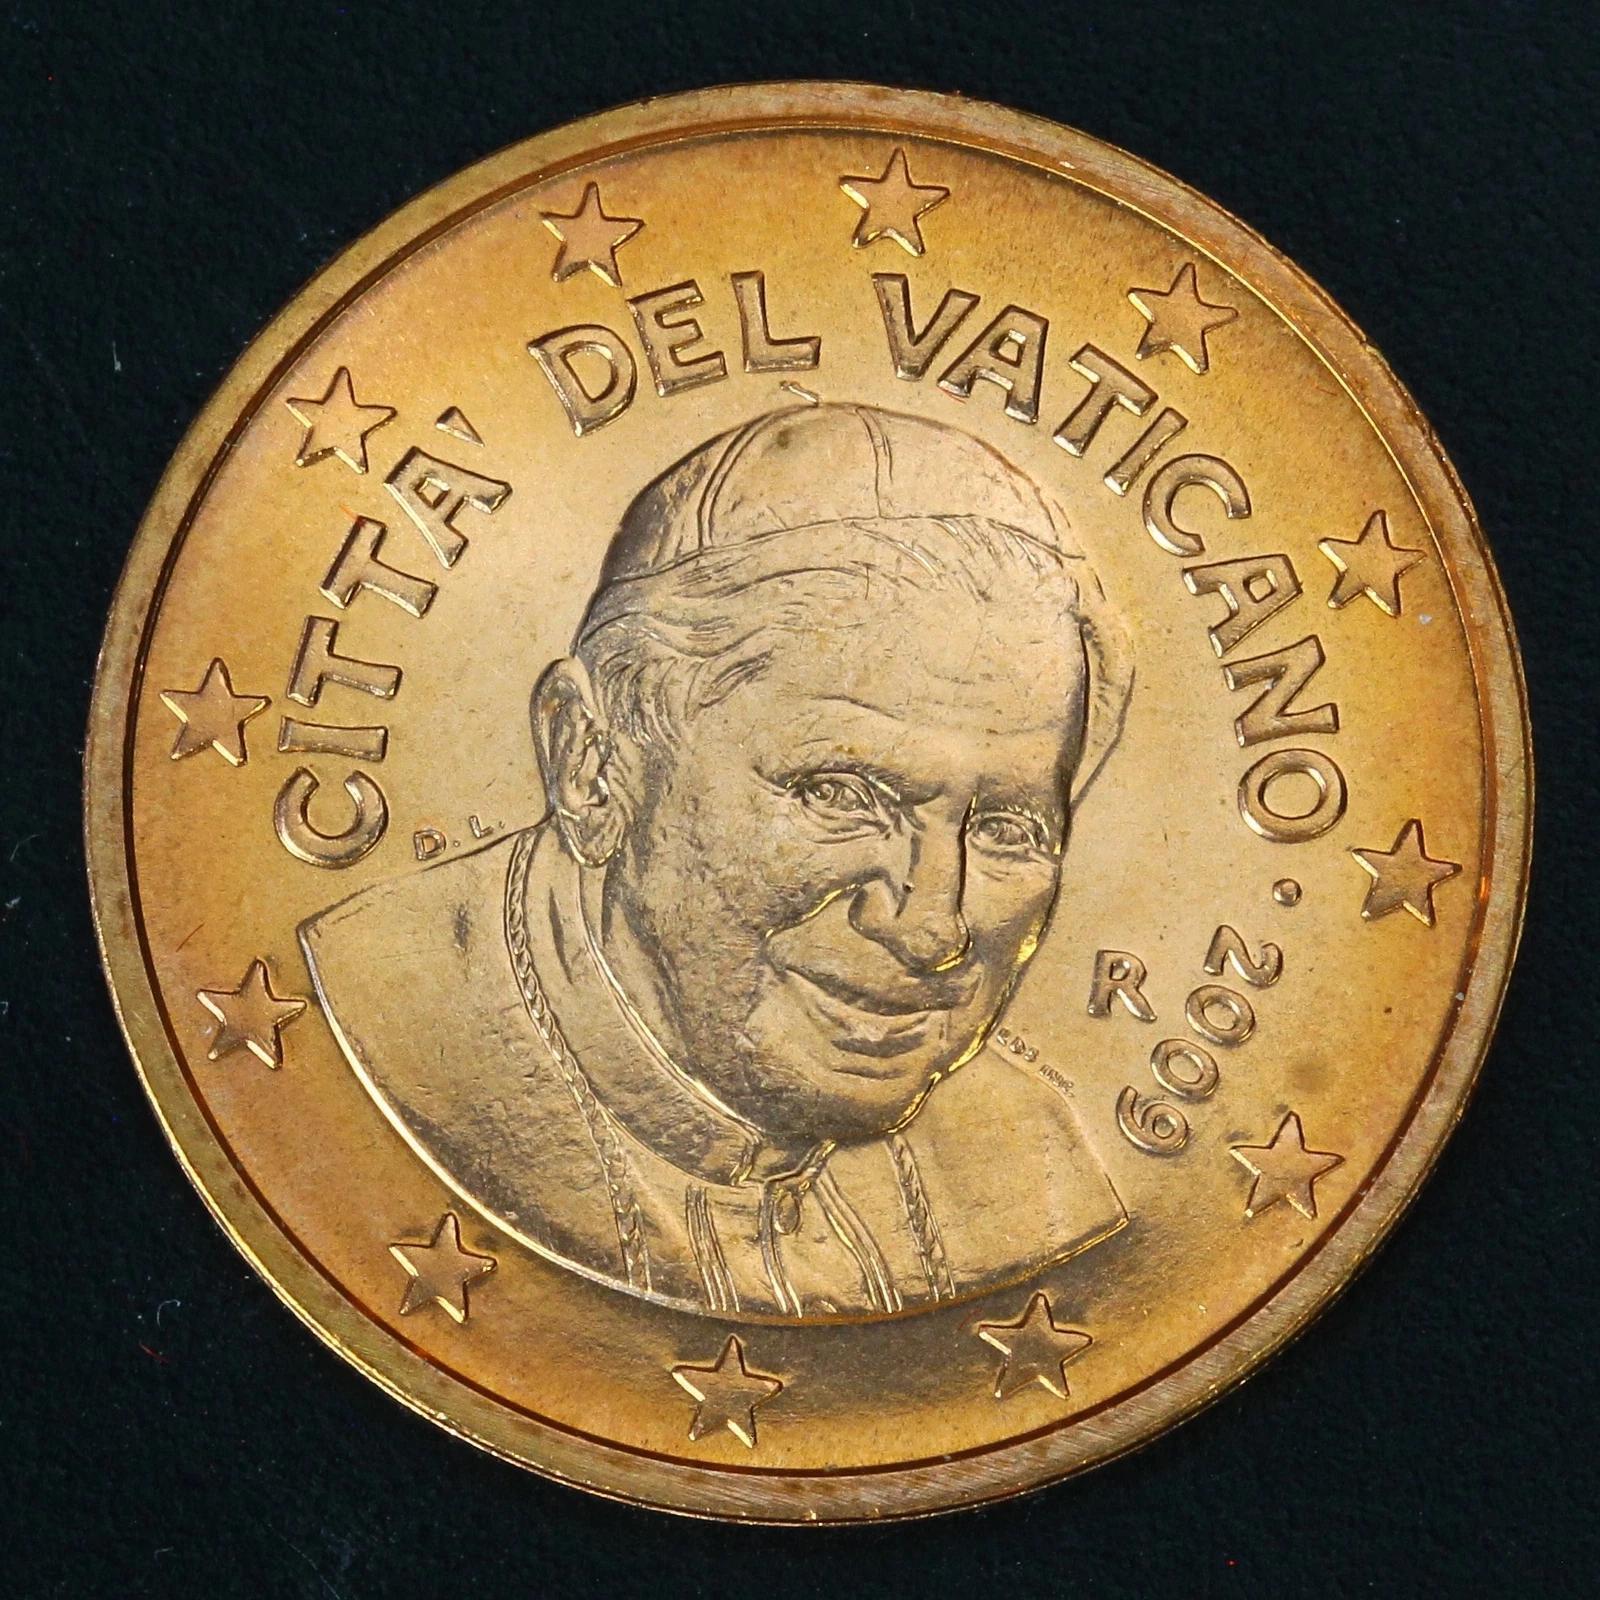 CITTA' DEL VATICANO • 2009
D. L.
R